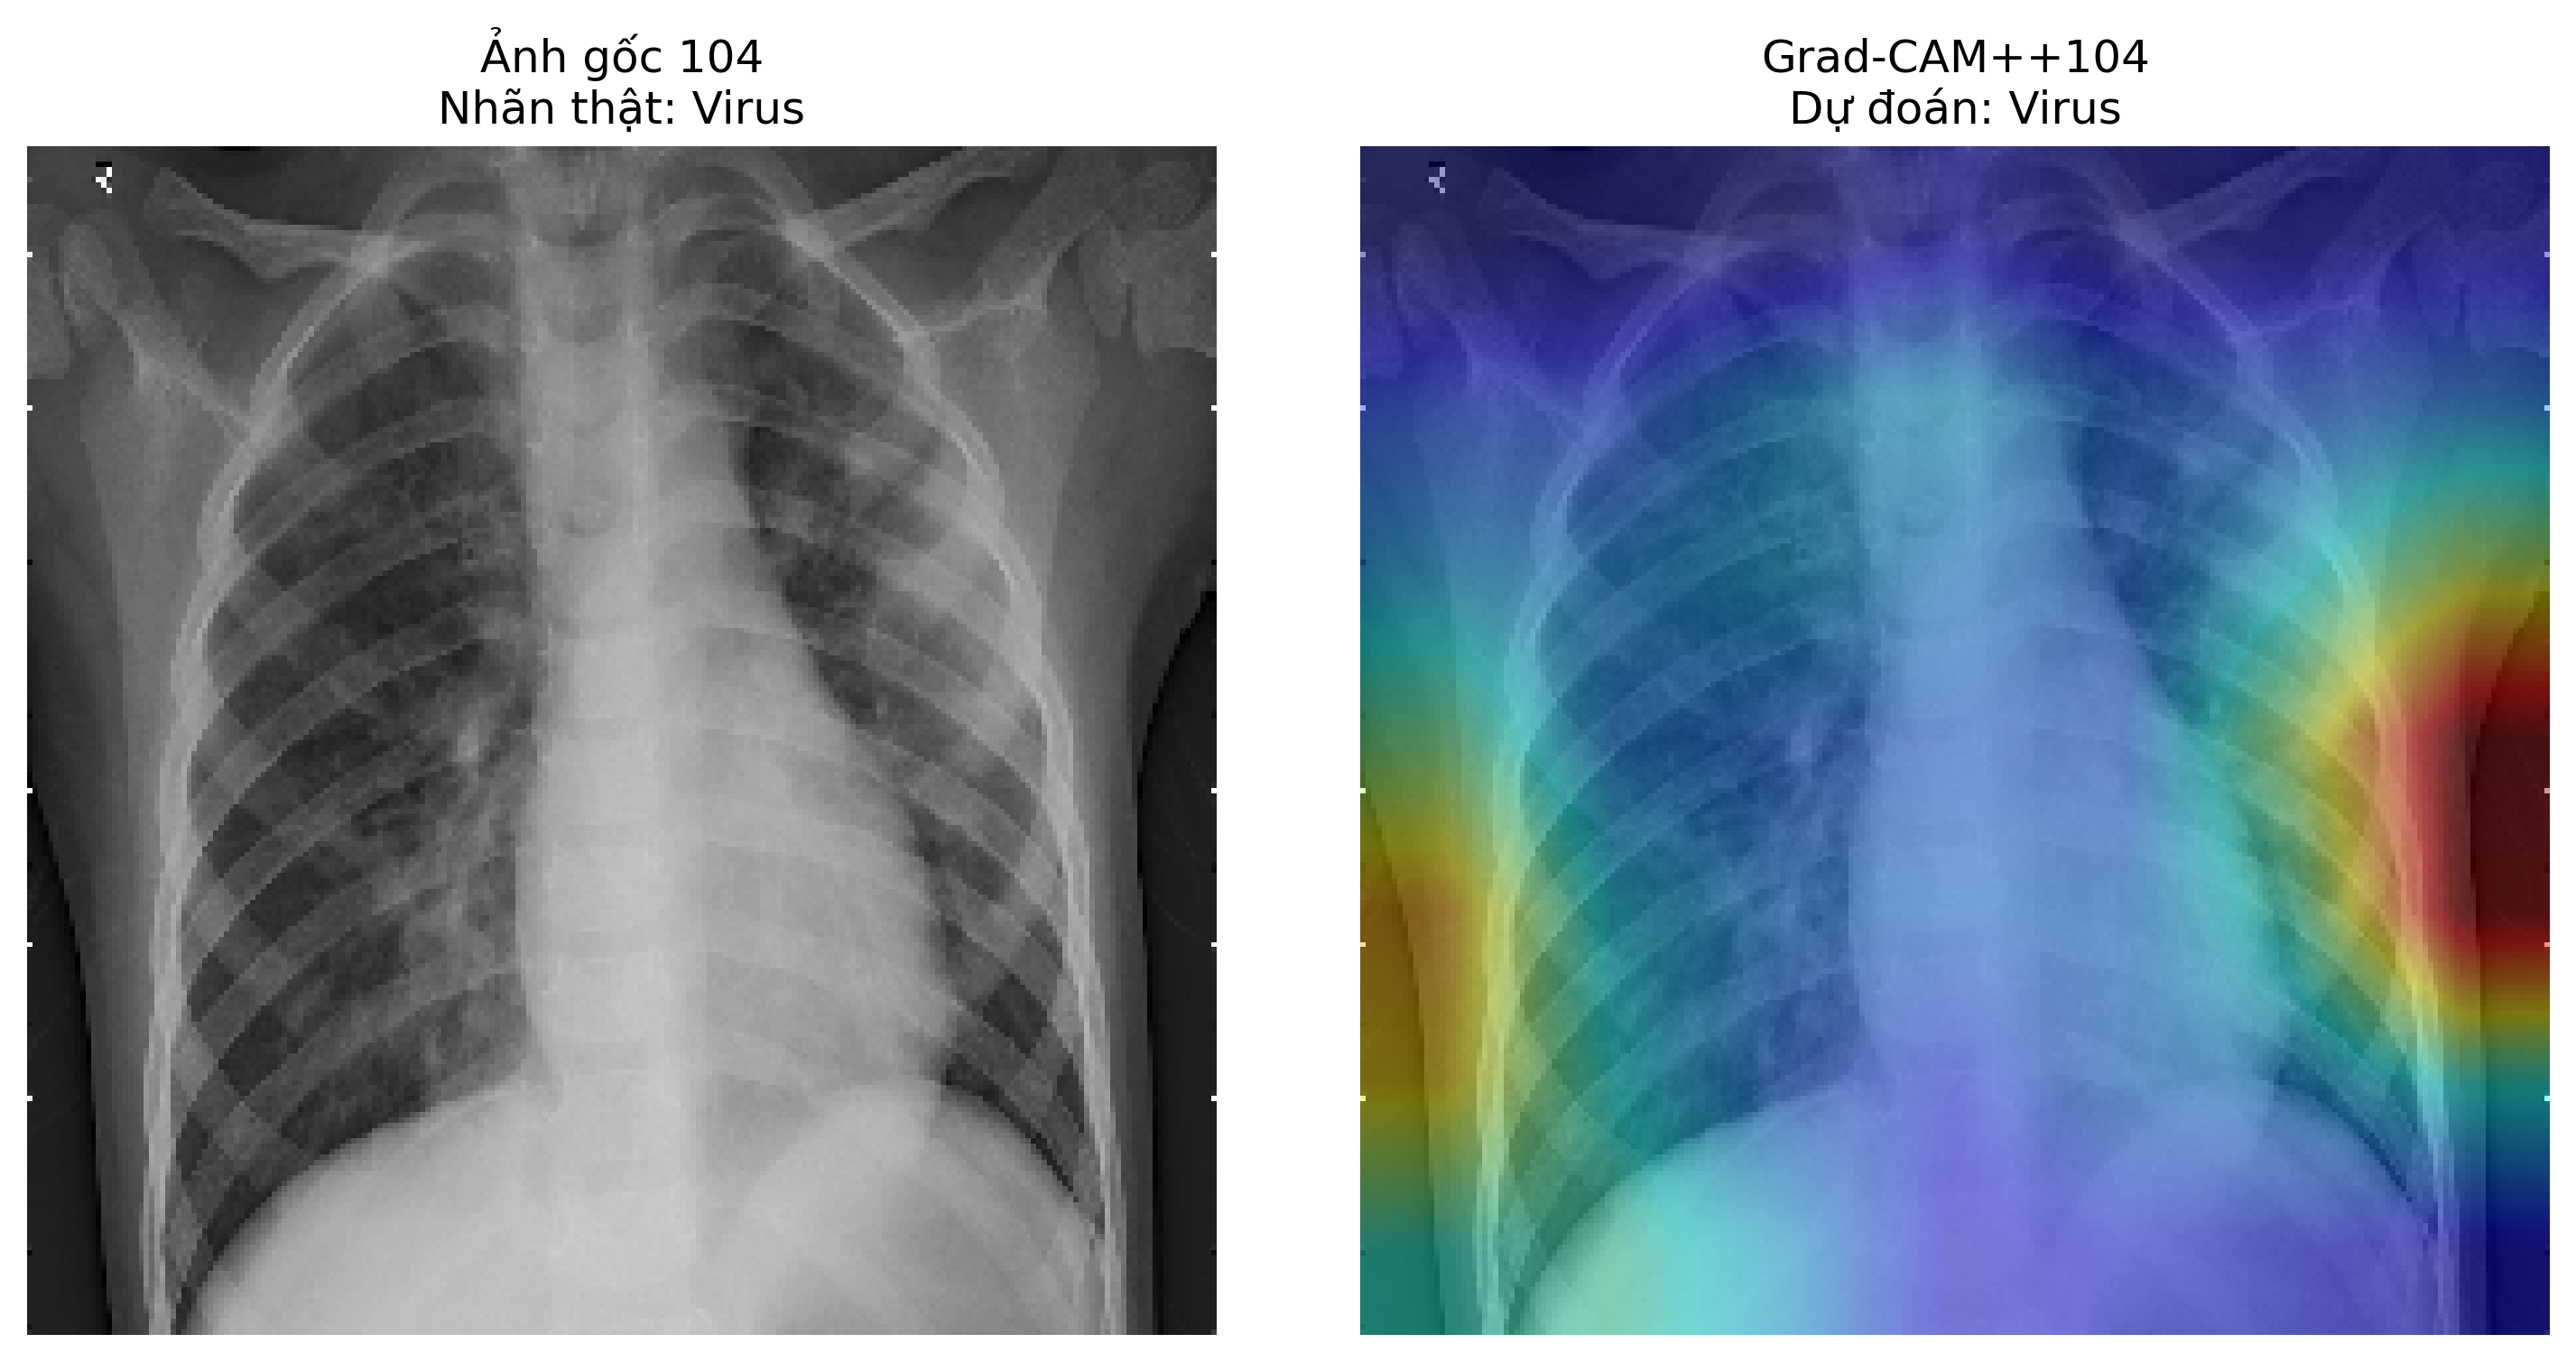 Ảnh gốc 104
Nhãn thật: Virus
Grad-CAM++104
Dự đoán: Virus